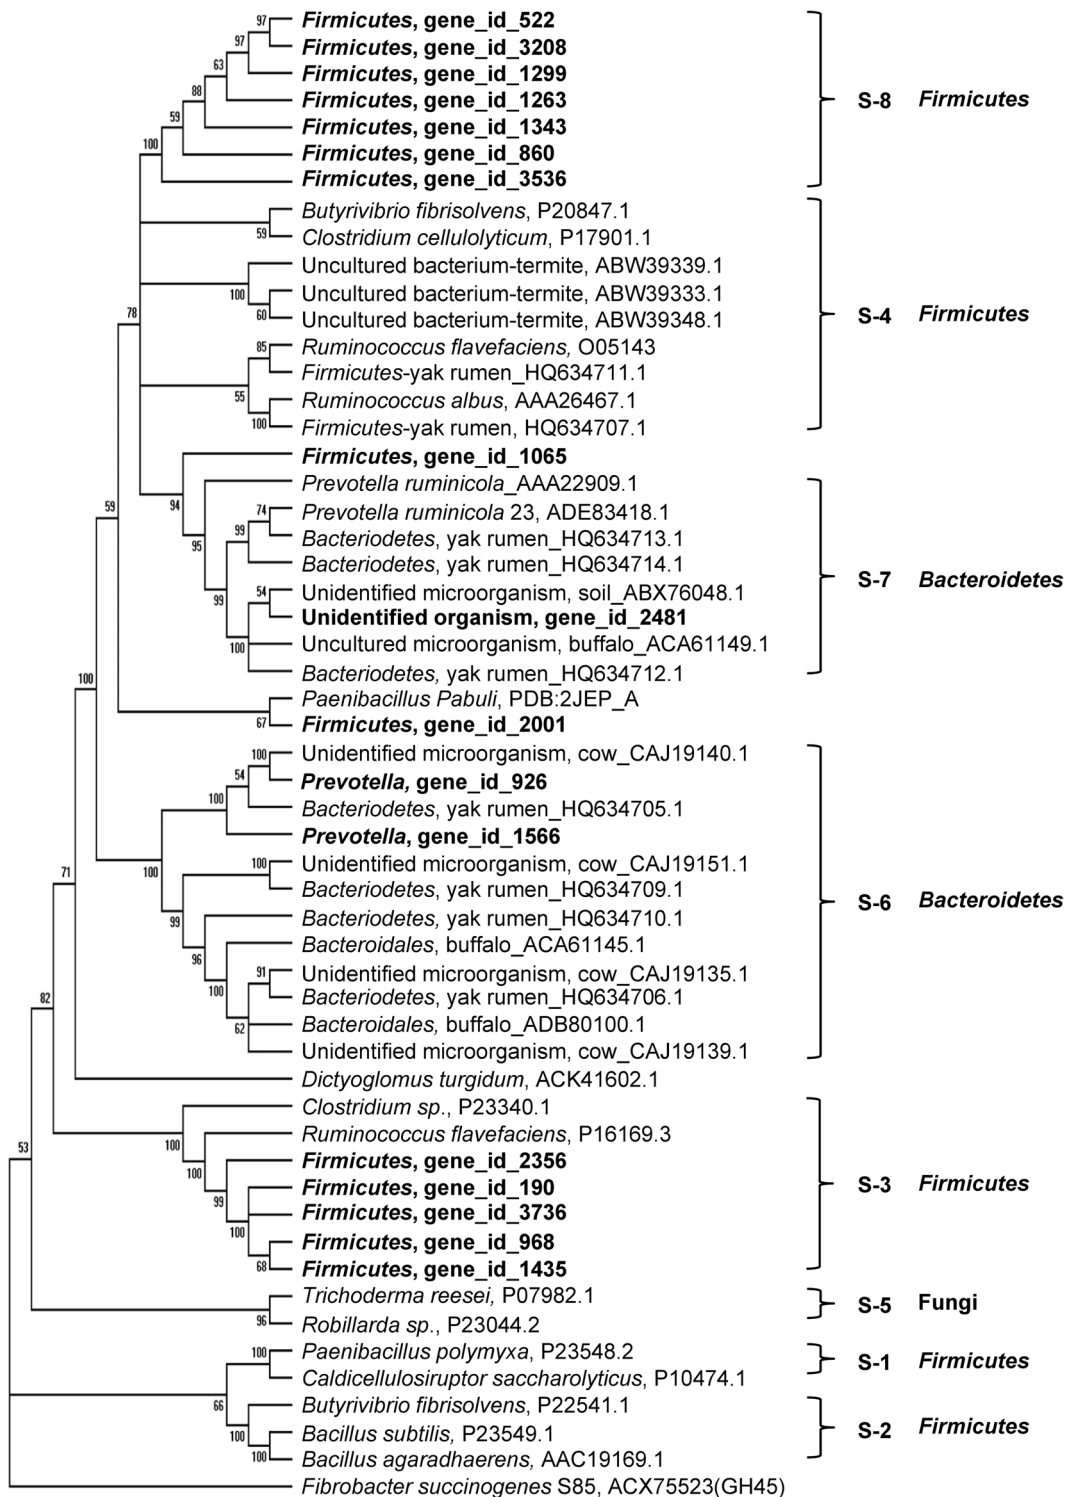 97 Firmicutes, gene_id_522
97 Firmicutes, gene_id_3208
63 Firmicutes, gene_id_1299
88 Firmicutes, gene_id_1263 S-8 Firmicutes
59 Firmicutes, gene_id_1343
100 Firmicutes, gene_id_860
Firmicutes, gene_id_3536
Butyrivibrio fibrisolvens, P20847.1
59 Clostridium cellulolyticum, P17901.1
Uncultured bacterium-termite, ABW39339.1
100 Uncultured bacterium-termite, ABW39333.1
78 60 Uncultured bacterium-termite, ABW39348.1 S-4 Firmicutes
85 Ruminococcus flavefaciens, O05143
Firmicutes-yak rumen_HQ634711.1
55 Ruminococcus albus, AAA26467.1
100 Firmicutes-yak rumen, HQ634707.1
Firmicutes, gene_id_1065
Prevotella ruminicola_AAA22909.1
59 94 74 Prevotella ruminicola 23, ADE83418.1
95 99 Bacteriodetes, yak rumen_HQ634713.1
Bacteriodetes, yak rumen_HQ634714.1
99 54 Unidentified microorganism, soil_ABX76048.1 S-7 Bacteroidetes
Unidentified organism, gene_id_2481
100 Uncultured microorganism, buffalo_ACA61149.1
100 Bacteriodetes, yak rumen_HQ634712.1
Paenibacillus Pabuli, PDB:2JEP_A
67 Firmicutes, gene_id_2001
100 Unidentified microorganism, cow_CAJ19140.1
54 Prevotella, gene_id_926
100 Bacteriodetes, yak rumen_HQ634705.1
Prevotella, gene_id_1566
71 100 100 Unidentified microorganism, cow_CAJ19151.1
Bacteriodetes, yak rumen_HQ634709.1 S-6 Bacteroidetes
99 Bacteriodetes, yak rumen_HQ634710.1
96 Bacteroidales, buffalo_ACA61145.1
91 Unidentified microorganism, cow_CAJ19135.1
82 100 Bacteriodetes, yak rumen_HQ634706.1
62 Bacteroidales, buffalo_ADB80100.1
Unidentified microorganism, cow_CAJ19139.1
Dictyoglomus turgidum, ACK41602.1
Clostridium sp., P23340.1
53 100 Ruminococcus flavefaciens, P16169.3
100 Firmicutes, gene_id_2356
99 Firmicutes, gene_id_190 S-3 Firmicutes
100 Firmicutes, gene_id_3736
Firmicutes, gene_id_968
68 Firmicutes, gene_id_1435
Trichoderma reesei, P07982.1 S-5 Fungi
96 Robillarda sp., P23044.2
100 Paenibacillus polymyxa, P23548.2 S-1 Firmicutes
Caldicellulosiruptor saccharolyticus, P10474.1
66 Butyrivibrio fibrisolvens, P22541.1
100 Bacillus subtilis, P23549.1 S-2 Firmicutes
100 Bacillus agaradhaerens, AAC19169.1
Fibrobacter succinogenes S85, ACX75523(GH45)